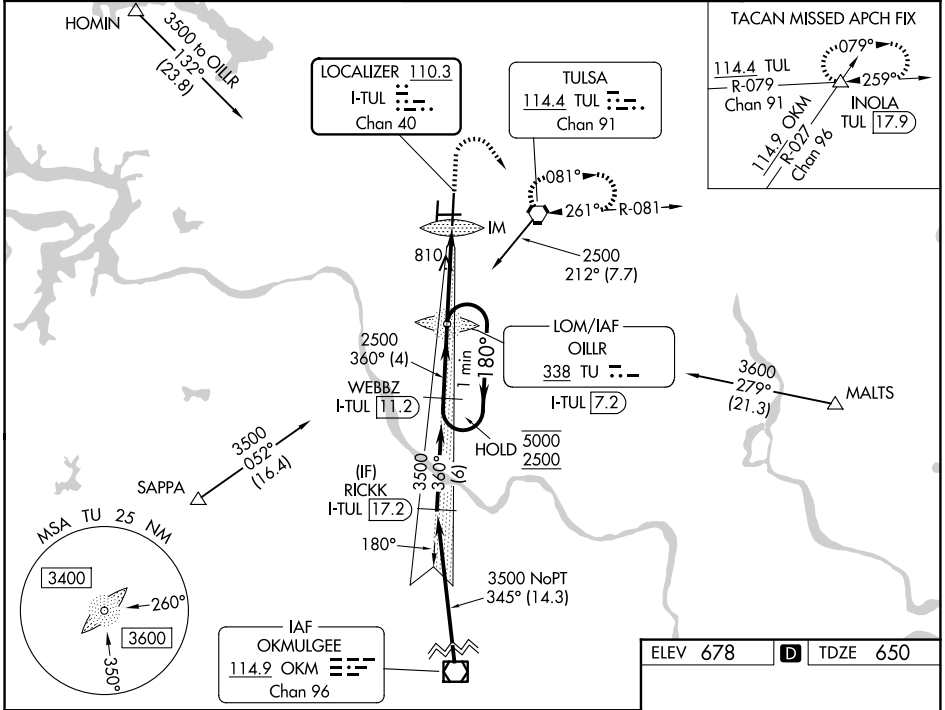 HOMIN
3500 to OILLR
132°
(23.8)
LOCALIZER 110.3
I-TUL
Chan 40
TULSA
114.4 TUL
Chan 91
TACAN MISSED APCH FIX
114.4 TUL
R-079
Chan 91
079°
259°
INOLA
TUL 17.9
114.9 OKM
R-027
Chan 96
081°
261°
R-081
IM
810
2500
212° (7.7)
LOM/IAF
OILLR
338 TU
I-TUL 7.2
2500
360° (4)
1 min
180°
WEBBZ
I-TUL 11.2
HOLD 5000
2500
3600
279°
(21.3)
MALTS
3500
052°
(16.4)
SAPPA
(IF)
RICKK
I-TUL 17.2
3500
360°
(6)
180°
3500 NoPT
345° (14.3)
MSA TU 25 NM
3400
260°
3600
350°
IAF
OKMULGEE
114.9 OKM
Chan 96
ELEV 678 D TDZE 650